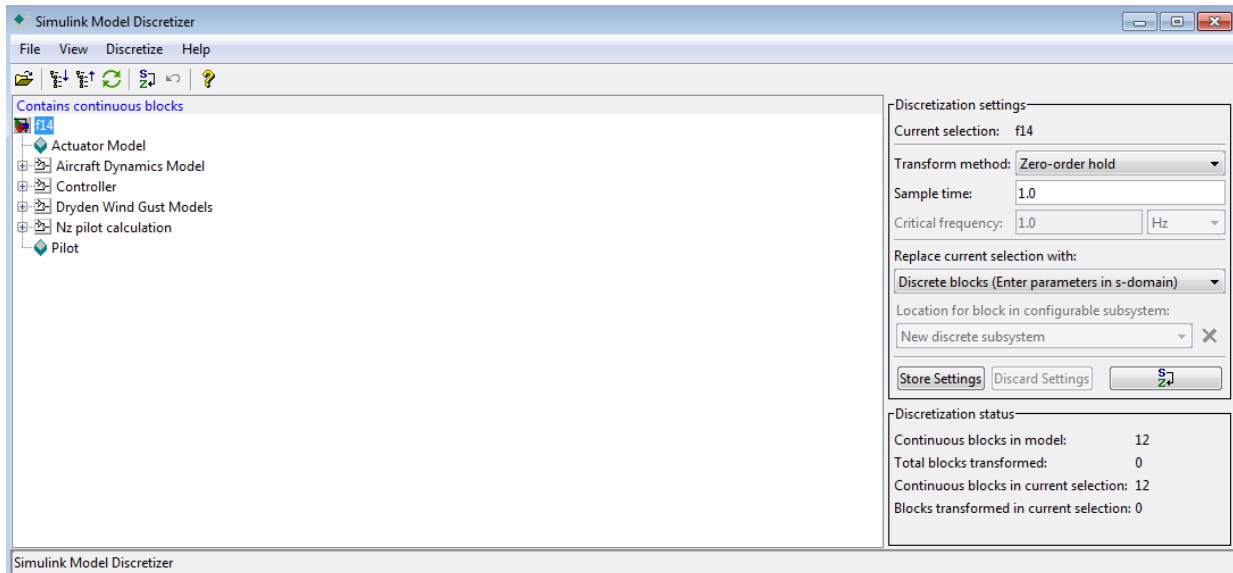 Simulink Model Discretizer
File View Discretize Help
Contains continuous blocks
f14
Actuator Model
Aircraft Dynamics Model
Controller
Dryden Wind Gust Models
Nz pilot calculation
Pilot
Discretization settings
Current selection: f14
Transform method: Zero-order hold
Sample time: 1.0
Critical frequency: 1.0 Hz
Replace current selection with:
Discrete blocks (Enter parameters in s-domain)
Location for block in configurable subsystem:
New discrete subsystem
Store Settings Discard Settings S Z
Discretization status
Continuous blocks in model: 12
Total blocks transformed: 0
Continuous blocks in current selection: 12
Blocks transformed in current selection: 0
Simulink Model Discretizer